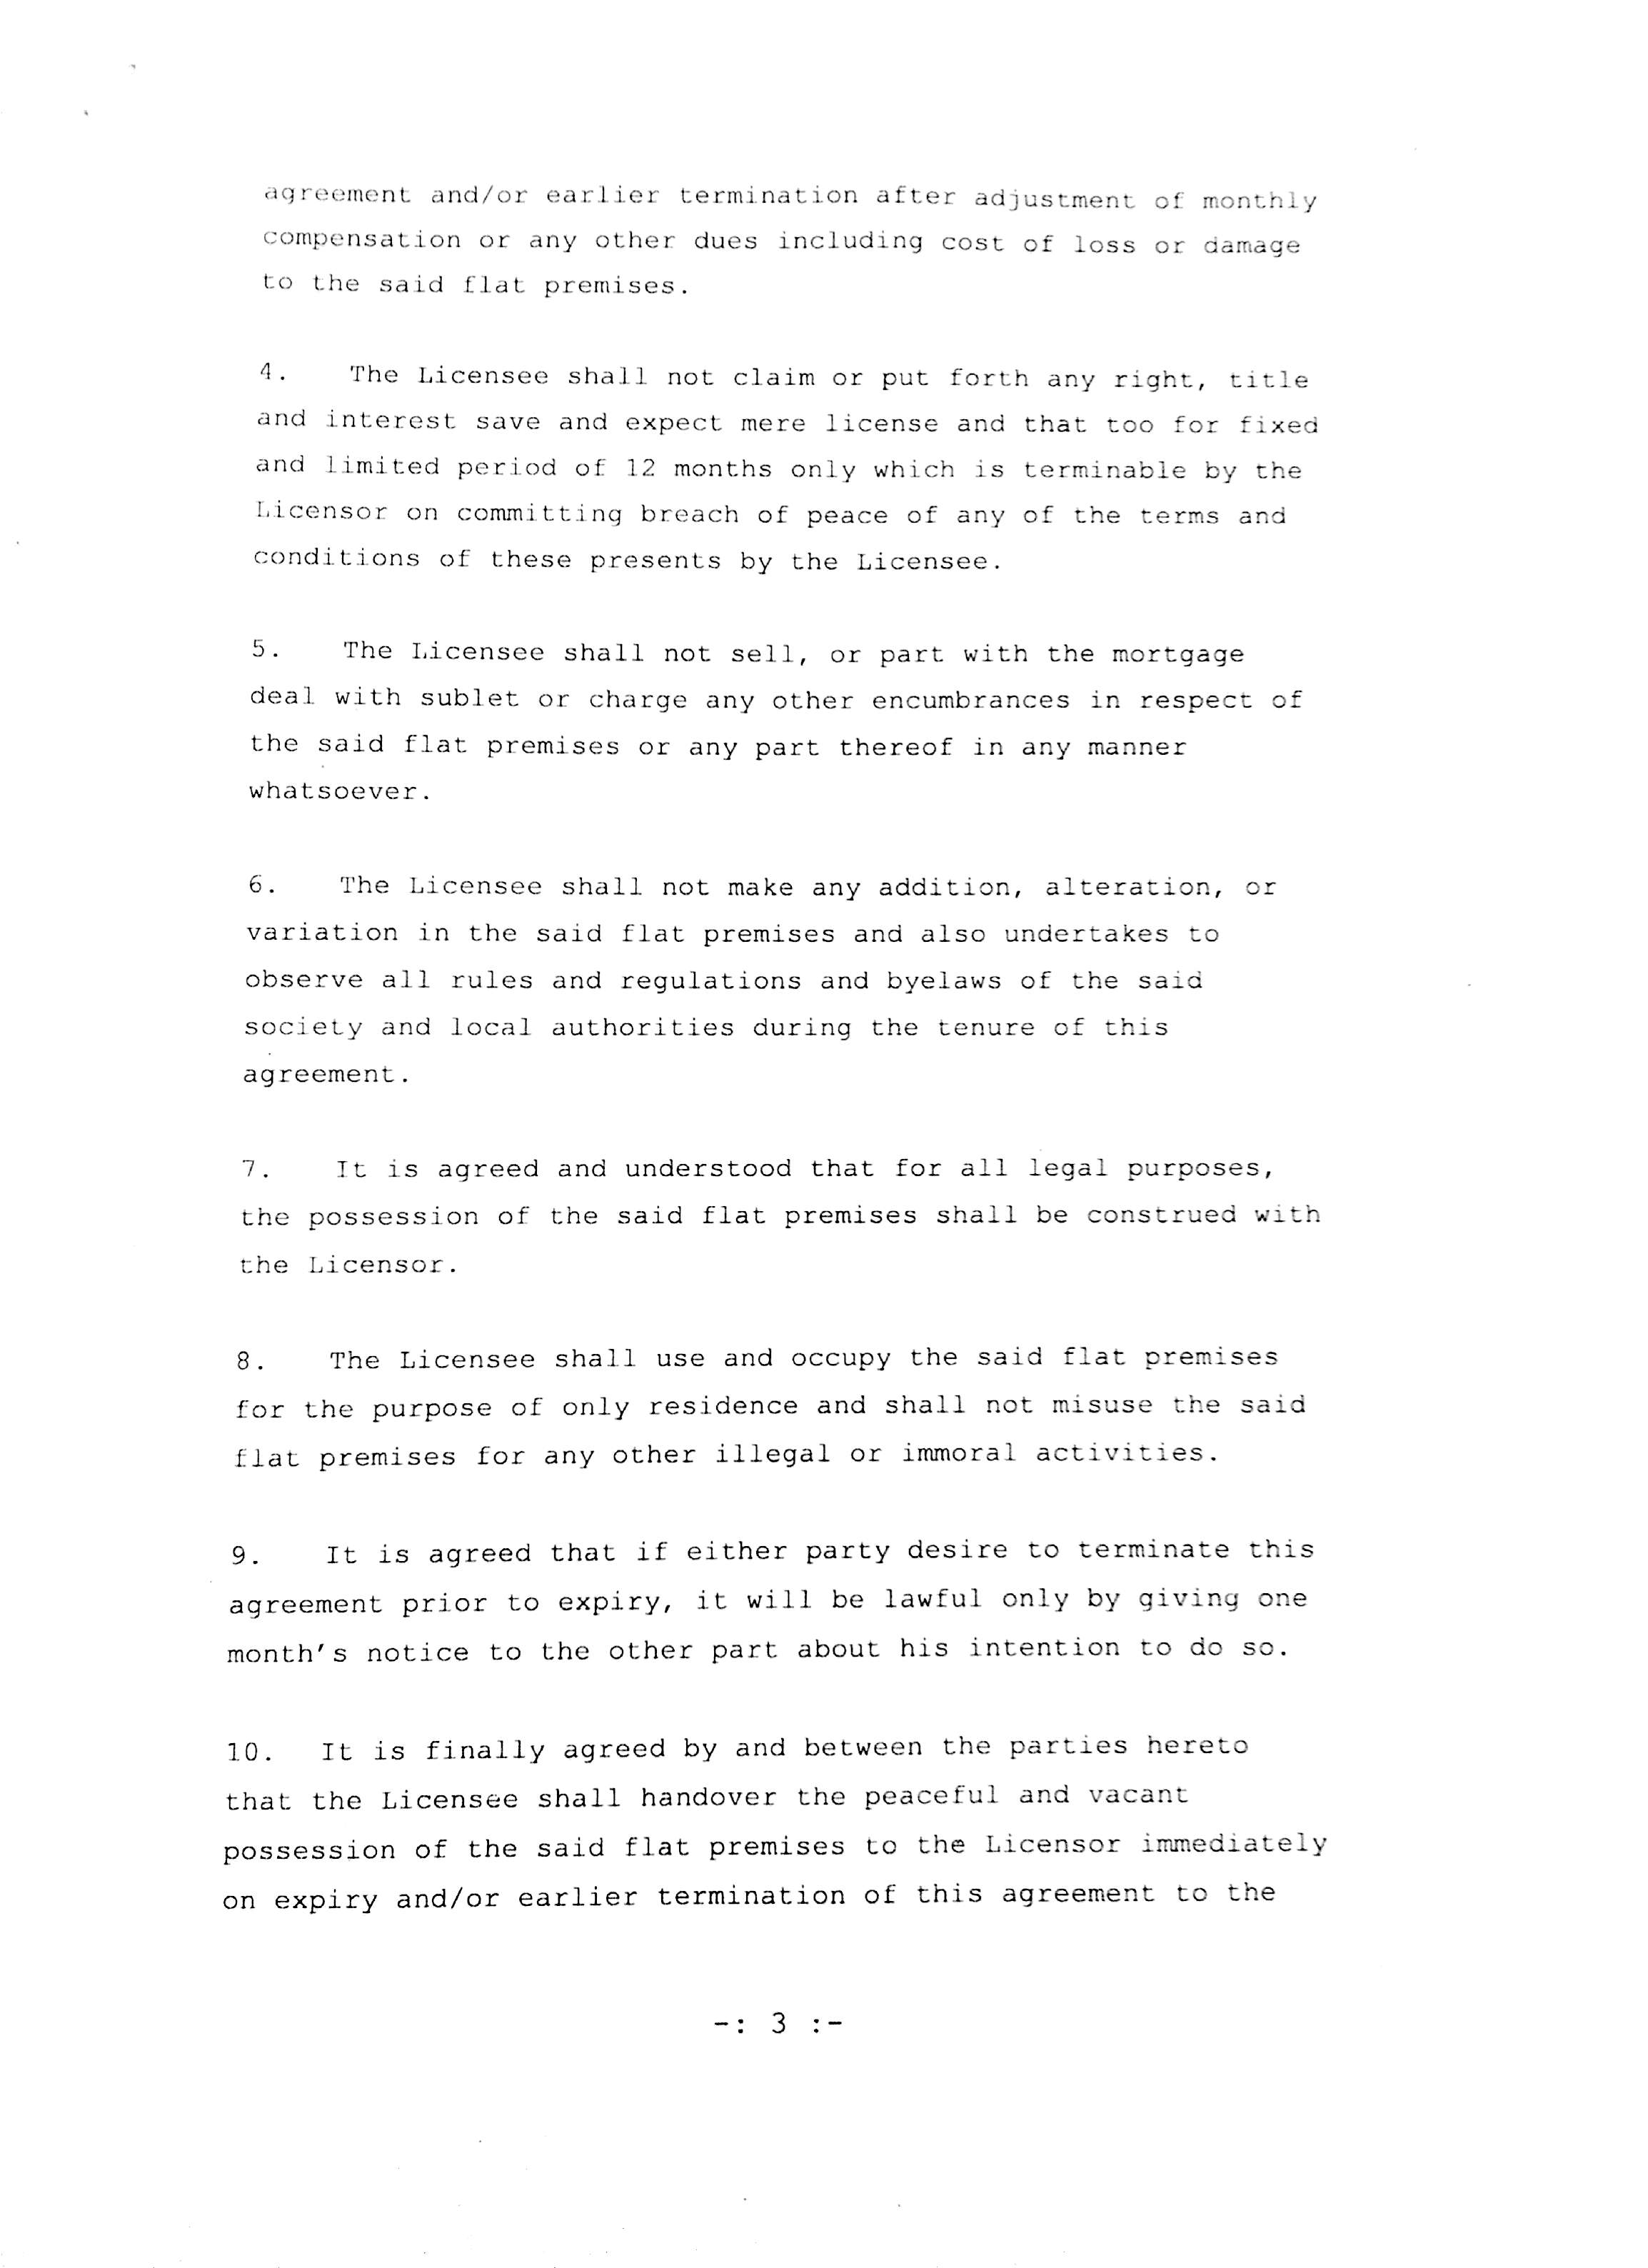 agreement and/or earlier termination after adjustment of monthly
compensation or any other dues including cost of loss or damage
to the said flat premises.
4. The Licensee shall not claim or put forth any right, title
and interest save and expect mere license and that too for fixed
and limited period of 12 months only which is terminable by the
Licensor on committing breach of peace of any of the terms and
conditions of these presents by the Licensee.
5. The Licensee shall not sell, or part with the mortgage
deal with sublet or charge any other encumbrances in respect of
the said flat premises or any part thereof in any manner
whatsoever.
6. The Licensee shall not make any addition, alteration, or
variation in the said flat premises and also undertakes to
observe all rules and regulations and byelaws of the said
society and local authorities during the tenure of this
agreement.
7. It is agreed and understood that for all legal purposes,
the possession of the said flat premises shall be construed with
the Licensor.
8. The Licensee shall use and occupy the said flat premises
for the purpose of only residence and shall not misuse the said
flat premises for any other illegal or immoral activities.
9. It is agreed that if either party desire to terminate this
agreement prior to expiry, it will be lawful only by giving one
month's notice to the other part about his intention to do so.
10. It is finally agreed by and between the parties hereto
that the Licensee shall handover the peaceful and vacant
possession of the said flat premises to the Licensor immediately
on expiry and/or earlier termination of this agreement to the
-: 3 :-